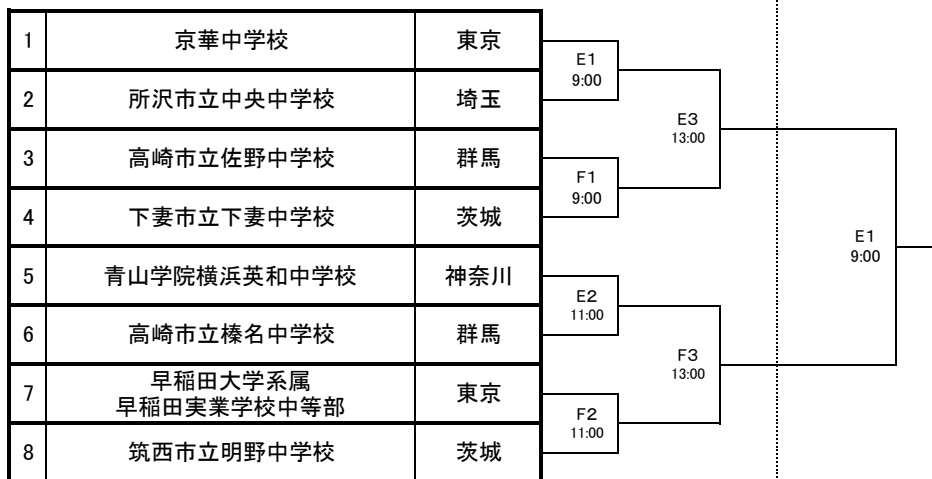 1 京華中学校 東京
2 所沢市立中央中学校 埼玉
3 高崎市立佐野中学校 群馬
4 下妻市立下妻中学校 茨城
5 青山学院横浜英和中学校 神奈川
6 高崎市立榛名中学校 群馬
7 早稲田大学系属
早稲田実業学校中等部 東京
8 筑西市立明野中学校 茨城
E1
9:00
F1
9:00
E2
11:00
F2
11:00
E3
13:00
F3
13:00
E1
9:00